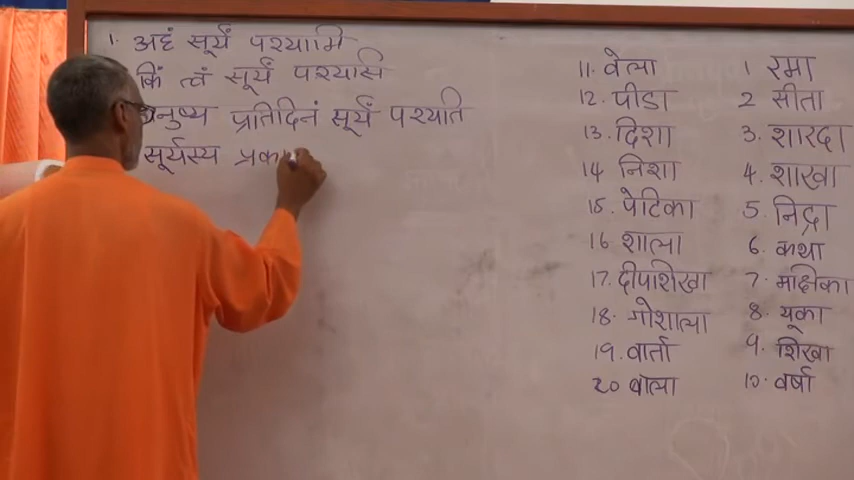 1. अहं सूर्यं पश्यामि
किं त्वं सूर्यं पश्यसि
मनुष्य प्रतिदिनं सूर्यं पश्यति
सूर्यस्य प्रक
11. वेला
12. पीडा
13. दिशा
14 निशा
15. पेटिका
16 शाला
17. दीपशिखा
18. गोशाला
19. वार्ता
20 बाला
1 रमा
2 सीता
3. शारदा
4. शाखा
5. निद्रा
6. कथा
7. मक्षिका
8. यूका
9. शिखा
10. वर्षा